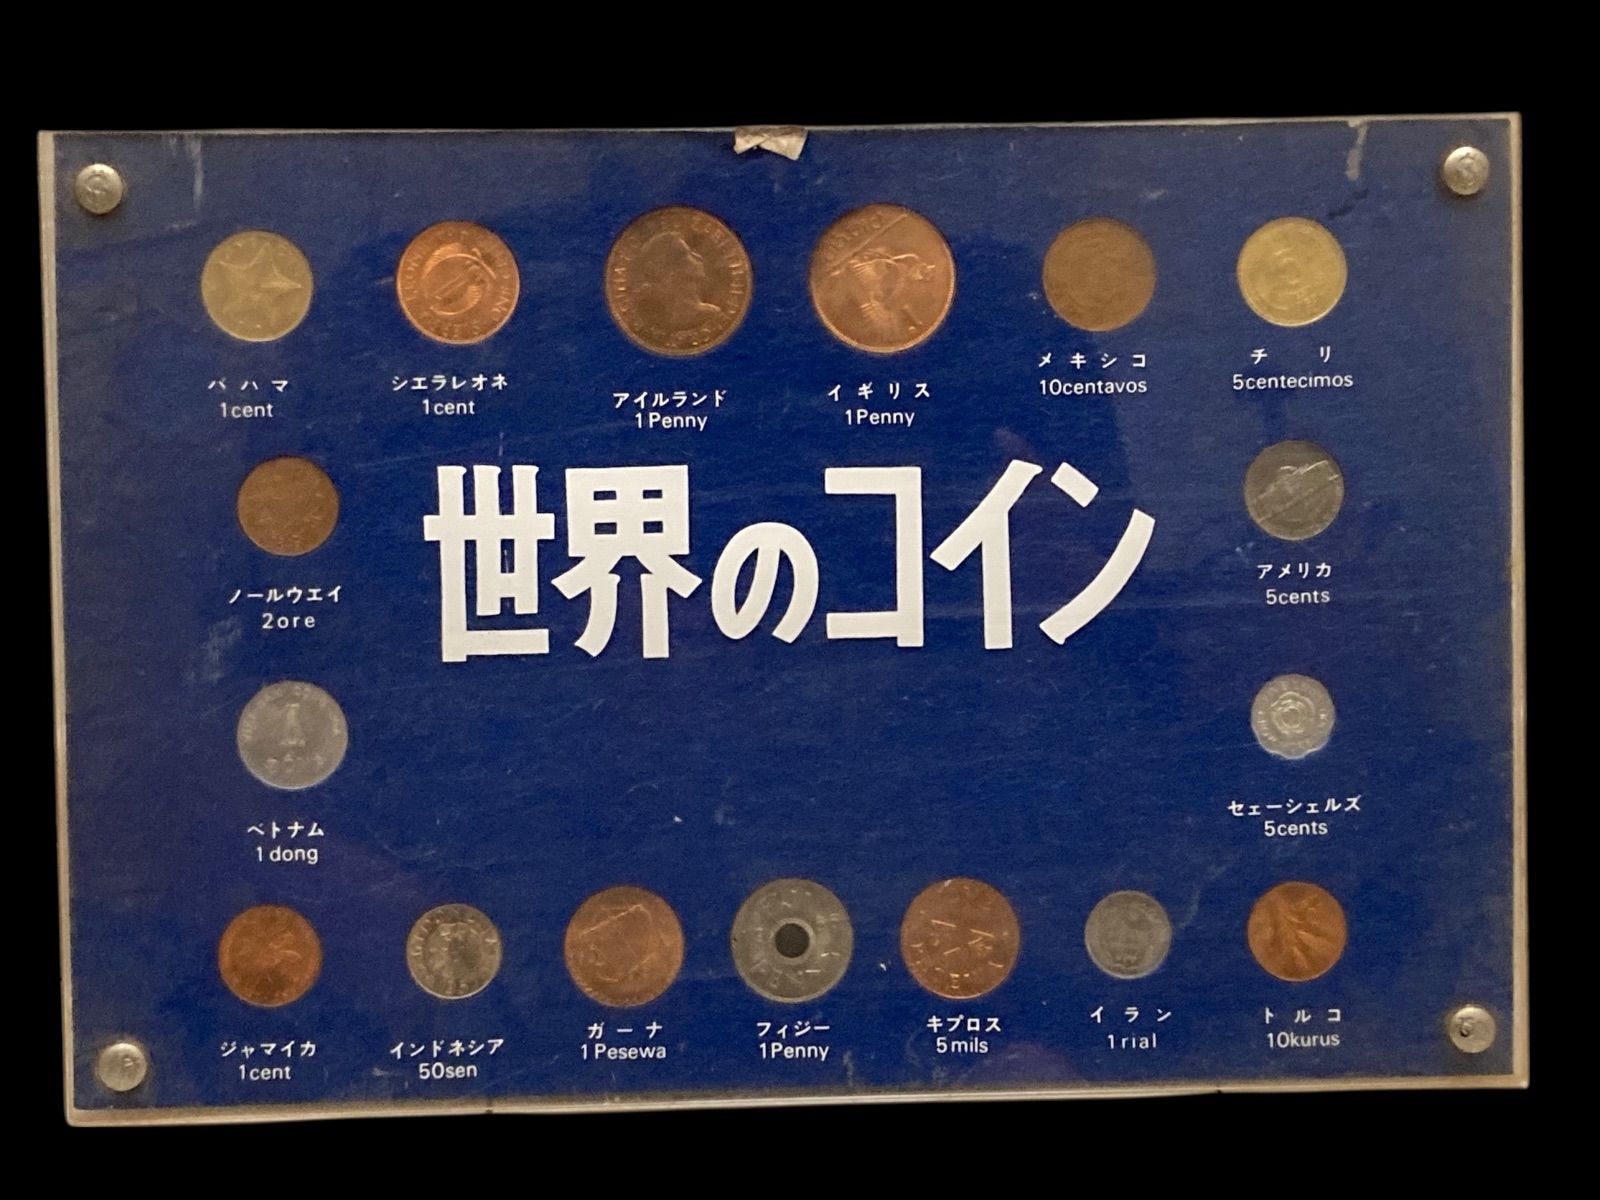 バハマ
1cent
シエラレオネ
1cent
アイルランド
1Penny
イギリス
1Penny
メキシコ
10centavos
チリ
5centecimos
世界のコイン
ノールウエイ
2ore
アメリカ
5cents
ベトナム
1dong
セェーシェルズ
5cents
ジャマイカ
1cent
インドネシア
50sen
ガーナ
1Pesewa
フィジー
1Penny
キプロス
5mils
イラン
1rial
トルコ
10kurus